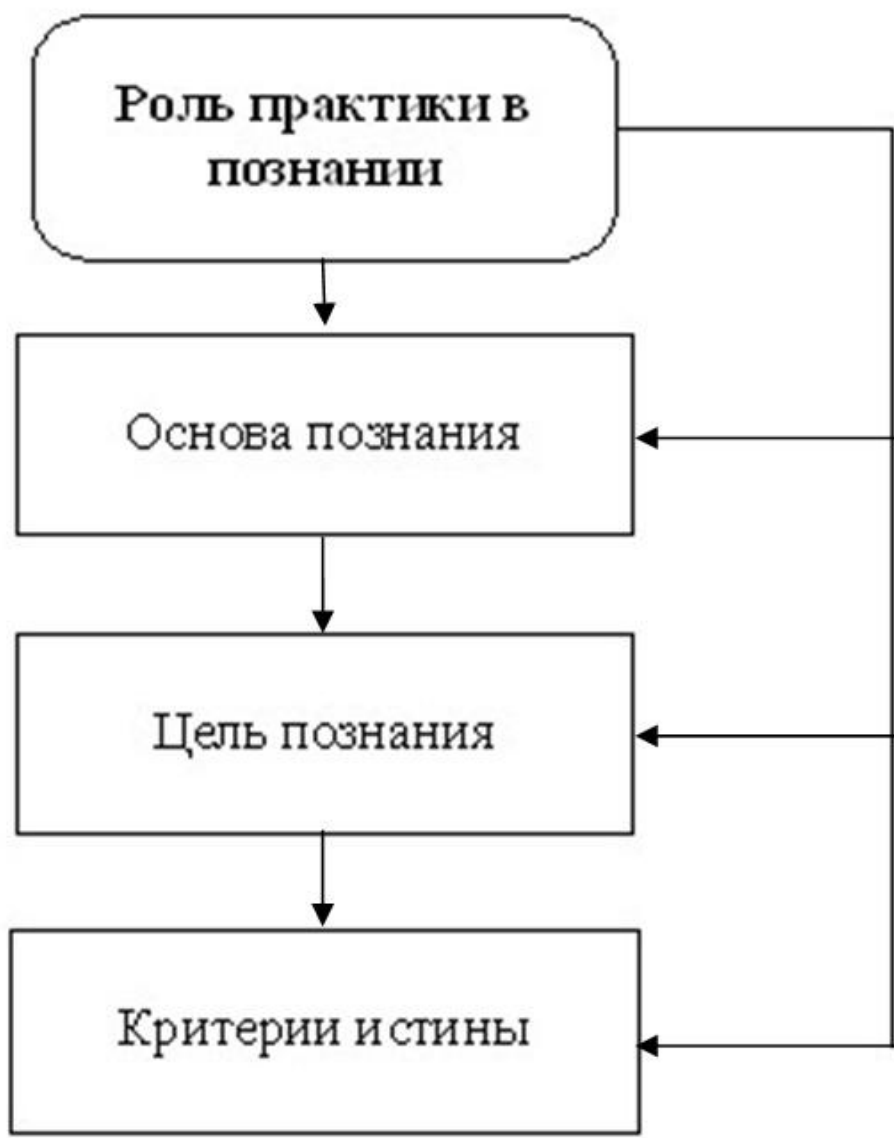 Роль практики в
познании
Основа познания
Цель познания
Критерии истины